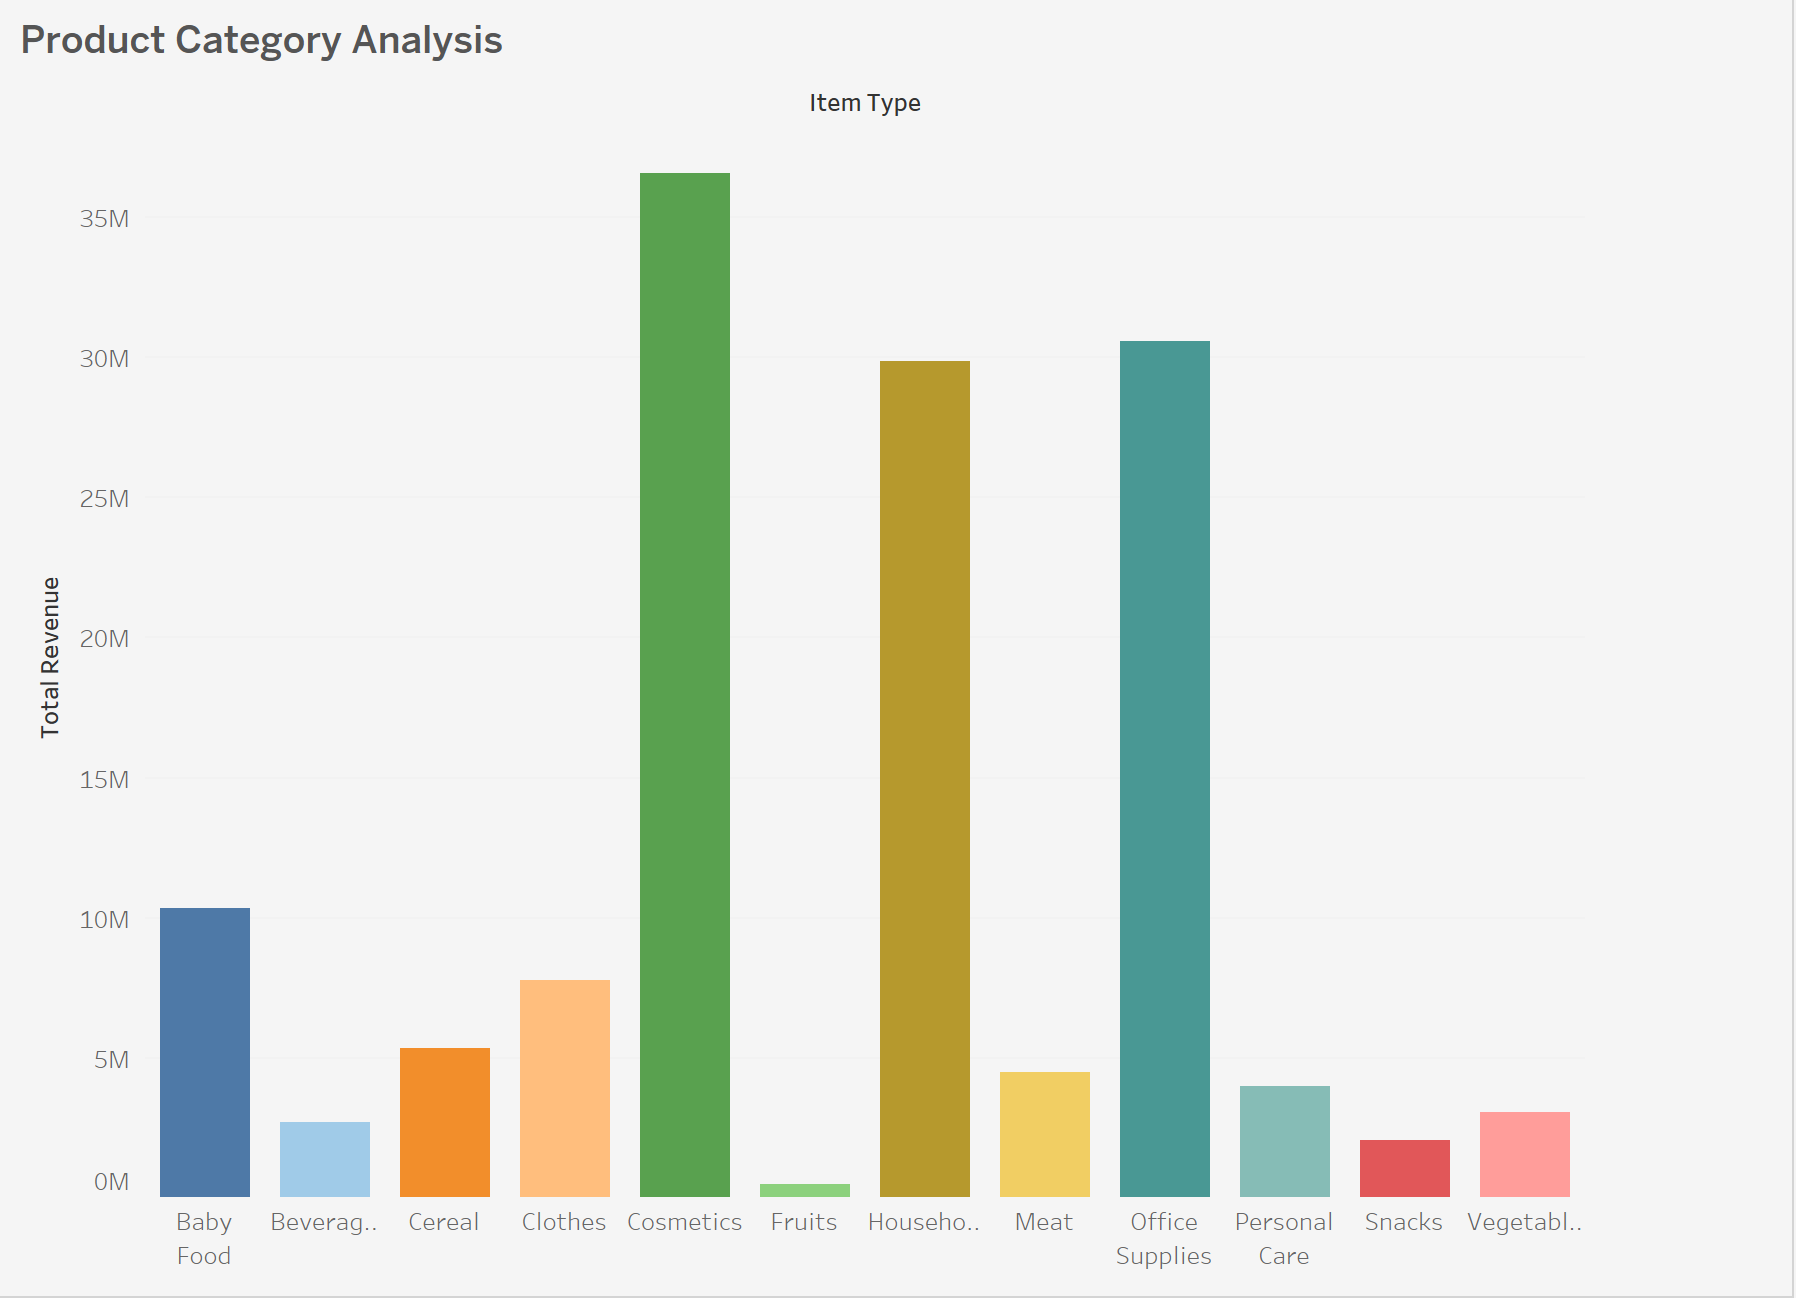 Product Category Analysis
Item Type
35M
30M
25M
20M
15M
10M
5M
0M
Total Revenue
Baby Food
Beverag..
Cereal
Clothes
Cosmetics
Fruits
Househo..
Meat
Office Supplies
Personal Care
Snacks
Vegetabl..